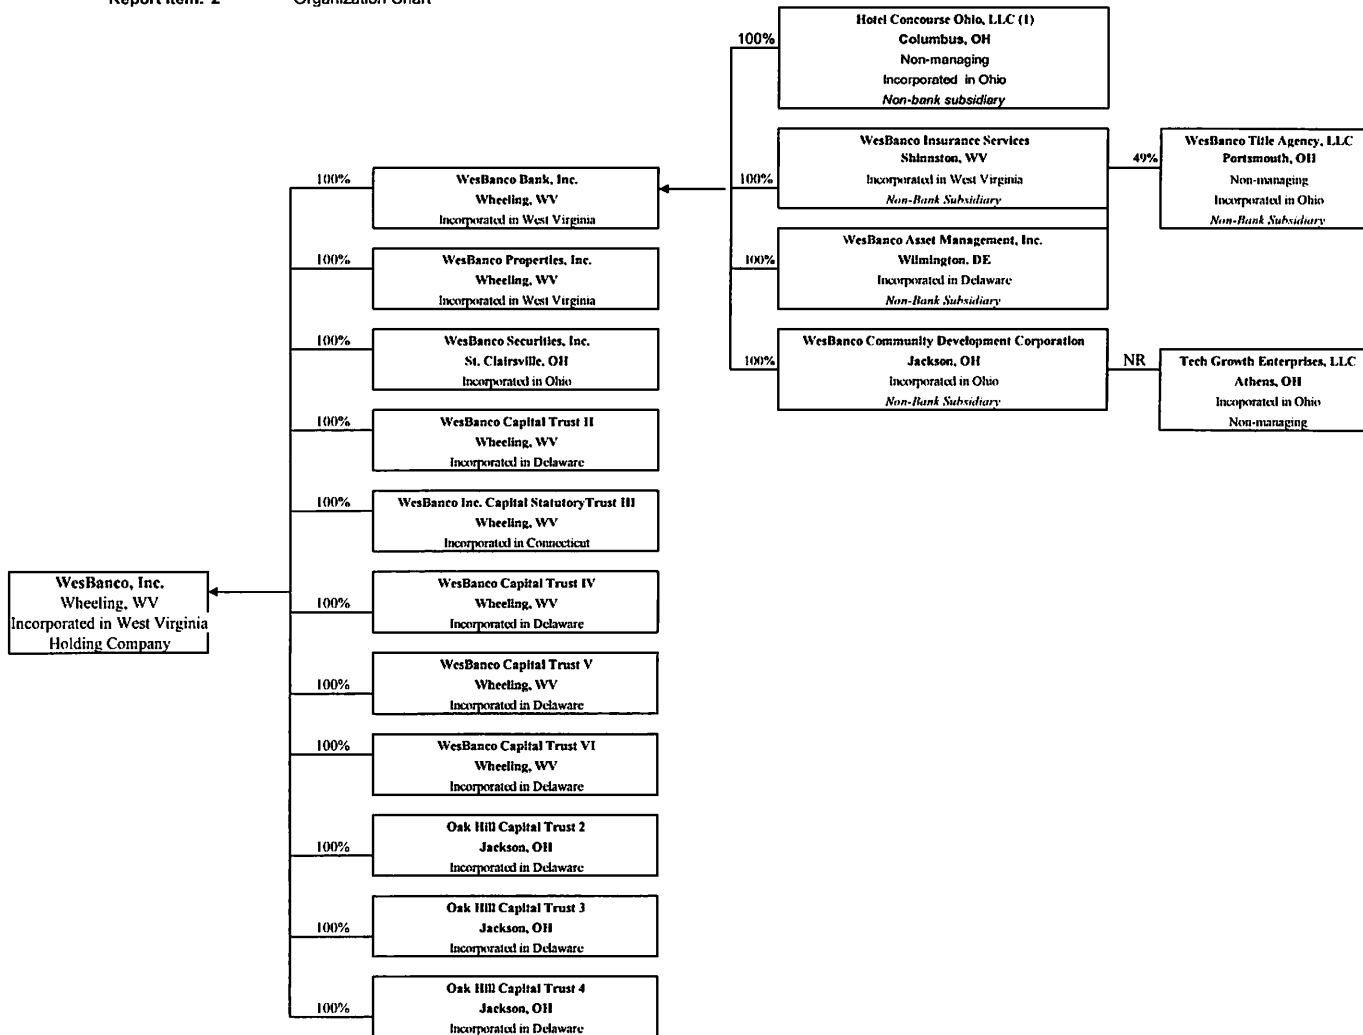 Report Item: 2 Organization Chart
100%
Hotel Concourse Ohio, LLC (1)
Columbus, OH
Non-managing
Incorporated in Ohio
Non-bank subsidiary
100%
WesBanco Insurance Services
Shinnston, WV
Incorporated in West Virginia
Non-Bank Subsidiary
49%
WesBanco Title Agency, LLC
Portsmouth, OH
Non-managing
Incorporated in Ohio
Non-Bank Subsidiary
100%
WesBanco Asset Management, Inc.
Wilmington, DE
Incorporated in Delaware
Non-Bank Subsidiary
100%
WesBanco Community Development Corporation
Jackson, OH
Incorporated in Ohio
Non-Bank Subsidiary
NR
Tech Growth Enterprises, LLC
Athens, OH
Incoporated in Ohio
Non-managing
100%
WesBanco Bank, Inc.
Wheeling, WV
Incorporated in West Virginia
100%
WesBanco Properties, Inc.
Wheeling, WV
Incorporated in West Virginia
100%
WesBanco Securities, Inc.
St. Clairsville, OH
Incorporated in Ohio
100%
WesBanco Capital Trust II
Wheeling, WV
Incorporated in Delaware
100%
WesBanco Inc. Capital StatutoryTrust III
Wheeling, WV
Incorporated in Connecticut
WesBanco, Inc.
Wheeling, WV
Incorporated in West Virginia
Holding Company
100%
WesBanco Capital Trust IV
Wheeling, WV
Incorporated in Delaware
100%
WesBanco Capital Trust V
Wheeling, WV
Incorporated in Delaware
100%
WesBanco Capital Trust VI
Wheeling, WV
Incorporated in Delaware
100%
Oak Hill Capital Trust 2
Jackson, OH
Incorporated in Delaware
100%
Oak Hill Capital Trust 3
Jackson, OH
Incorporated in Delaware
100%
Oak Hill Capital Trust 4
Jackson, OH
Incorporated in Delaware